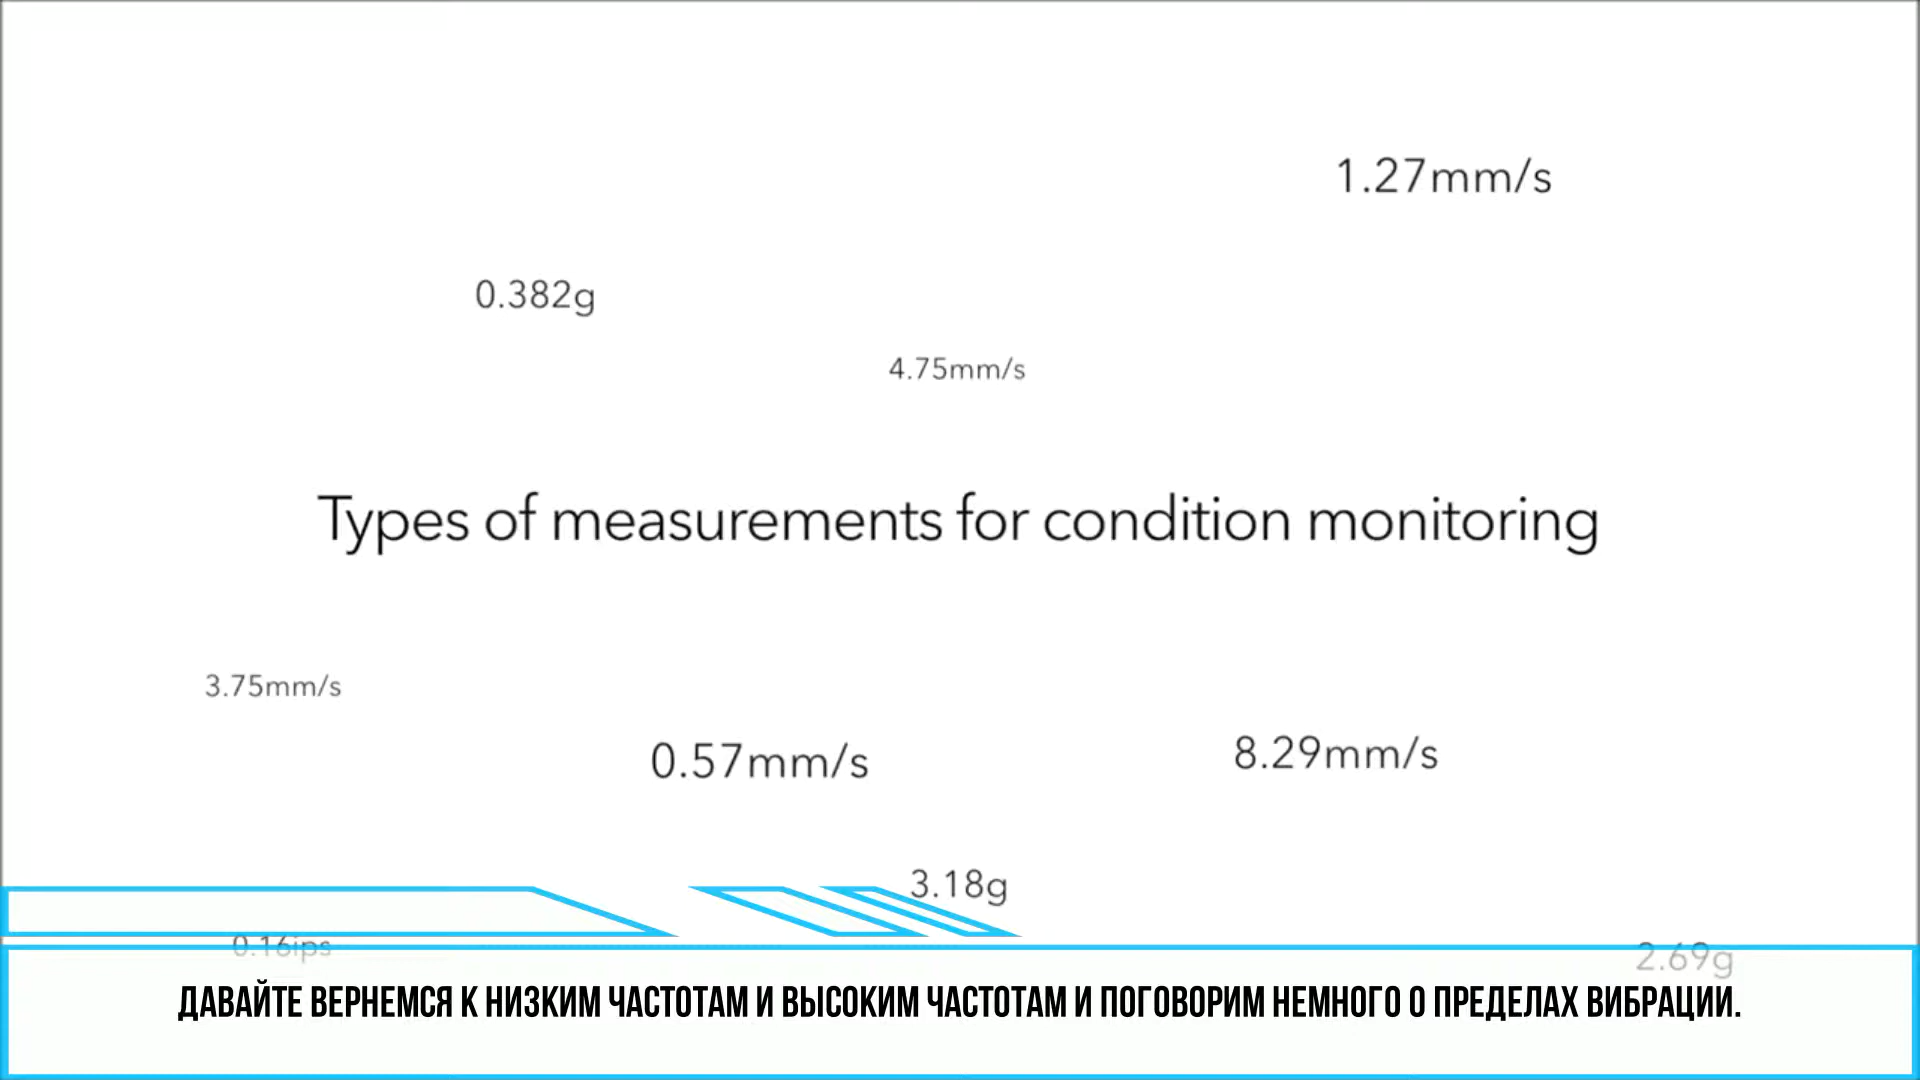 1.27mm/s
0.382g
4.75mm/s
Types of measurements for condition monitoring
3.75mm/s
0.57mm/s
8.29mm/s
3.18g
0.16ips
2.69g
ДАВАЙТЕ ВЕРНЕМСЯ К НИЗКИМ ЧАСТОТАМ И ВЫСОКИМ ЧАСТОТАМ И ПОГОВОРИМ НЕМНОГО О ПРЕДЕЛАХ ВИБРАЦИИ.